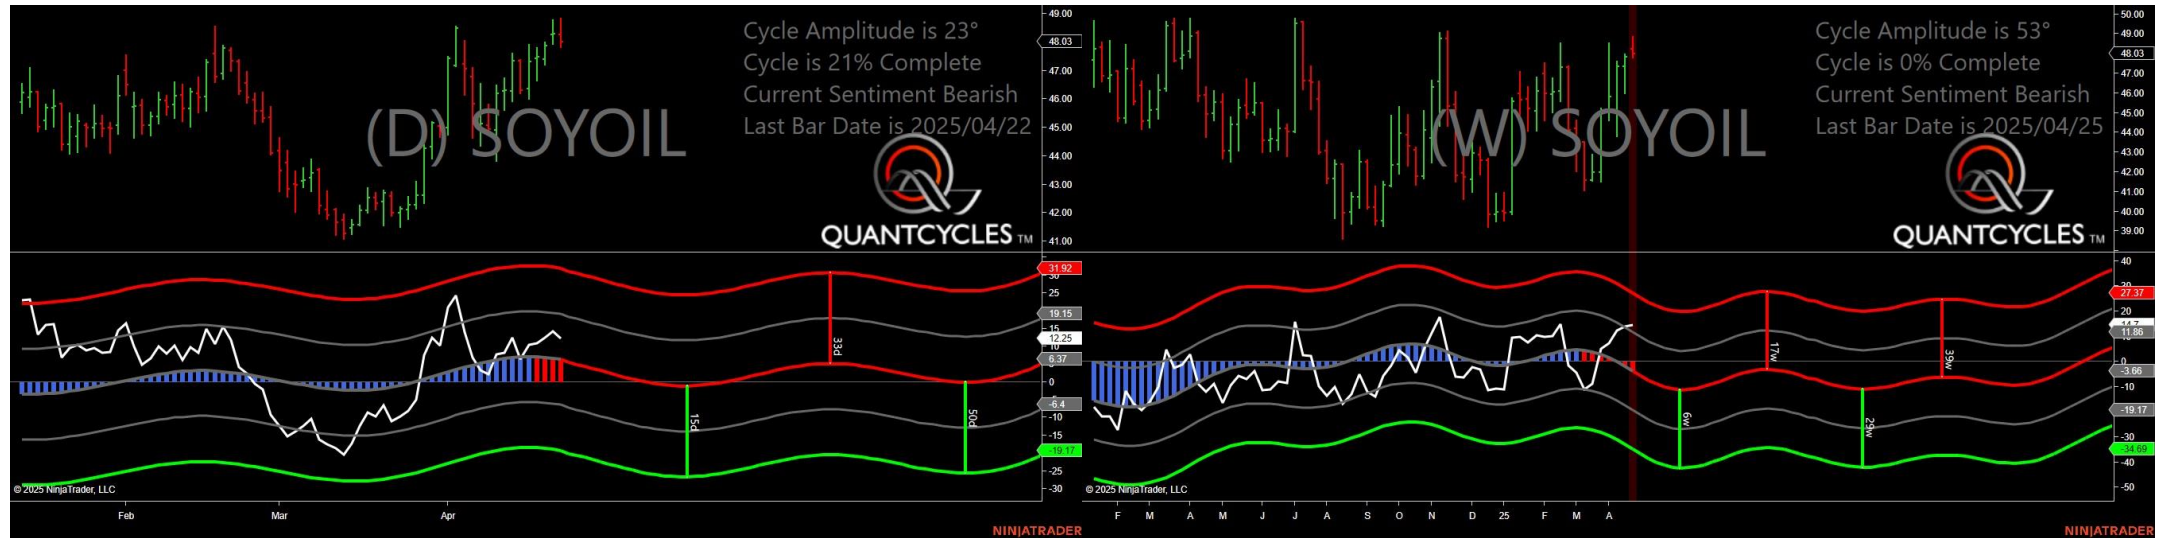 Cycle Amplitude is 23°
Cycle is 21% Complete
Current Sentiment Bearish
Last Bar Date is 2025/04/22
(D) SOYOIL
QUANTCYCLES TM
49.00
48.03
47.00
46.00
45.00
44.00
43.00
42.00
41.00
31.92
25
19.15
15
12.25
6.37
0
-6.4
-10
-15
-19.17
-25
-30
33d
15d
50d
© 2025 NinjaTrader, LLC
Feb Mar Apr
NINJATRADER
Cycle Amplitude is 53°
Cycle is 0% Complete
Current Sentiment Bearish
Last Bar Date is 2025/04/25
(W) SOYOIL
QUANTCYCLES TM
50.00
49.00
48.03
47.00
46.00
45.00
44.00
43.00
42.00
41.00
40.00
39.00
40
27.37
20
11.86
0
-3.66
-10
-19.17
-30
-34.69
-40
-50
17w
39w
6w
29w
© 2025 NinjaTrader, LLC
F M A M J J A S O N D 25 F M A
NINJATRADER